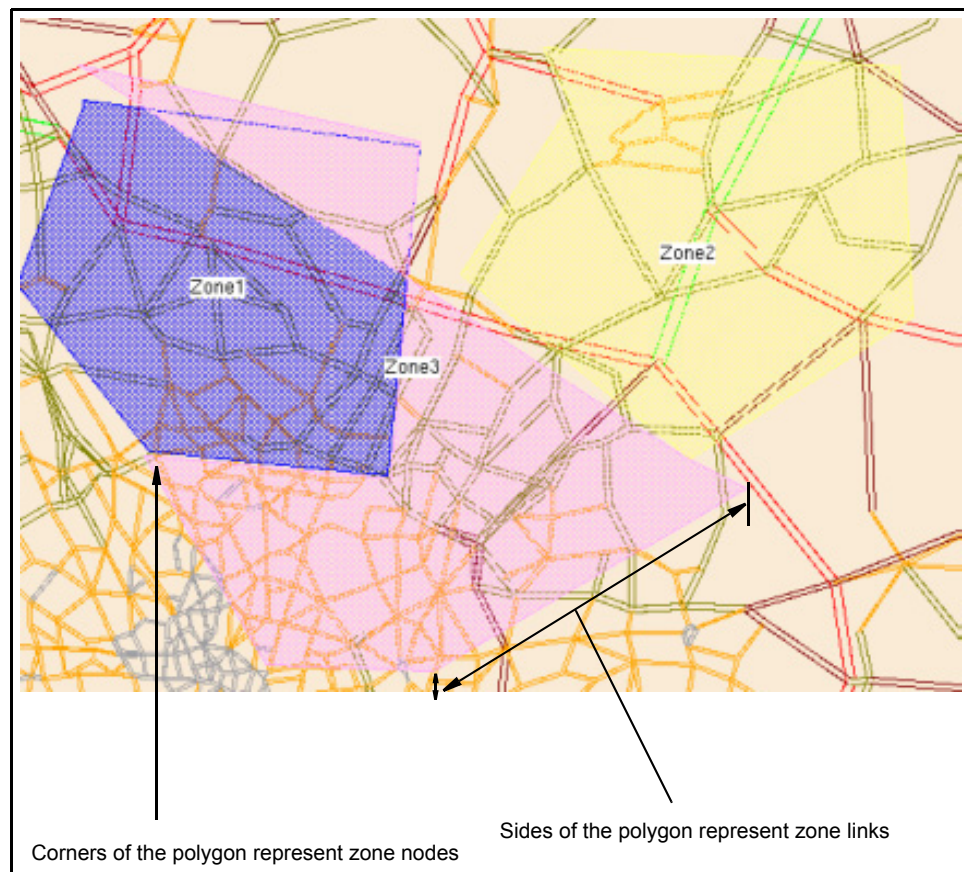 Zone2
Zone1
Zone3
Sides of the polygon represent zone links
Corners of the polygon represent zone nodes